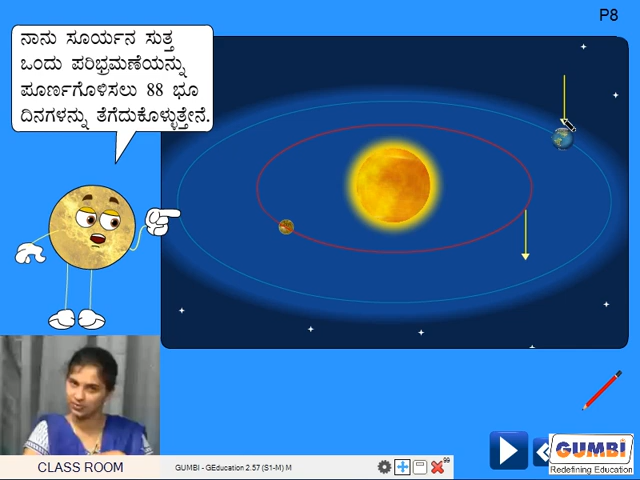 P8
ನಾನು ಸೂರ್ಯನ ಸುತ್ತ
ಒಂದು ಪರಿಭ್ರಮಣೆಯನ್ನು
ಪೂರ್ಣಗೊಳಿಸಲು 88 ಭೂ
ದಿನಗಳನ್ನು ತೆಗೆದುಕೊಳ್ಳುತ್ತೇನೆ.
CLASS ROOM
GUMBI - GEducation 2.57 (S1-M) M
99
GUMBI
Redefining Education